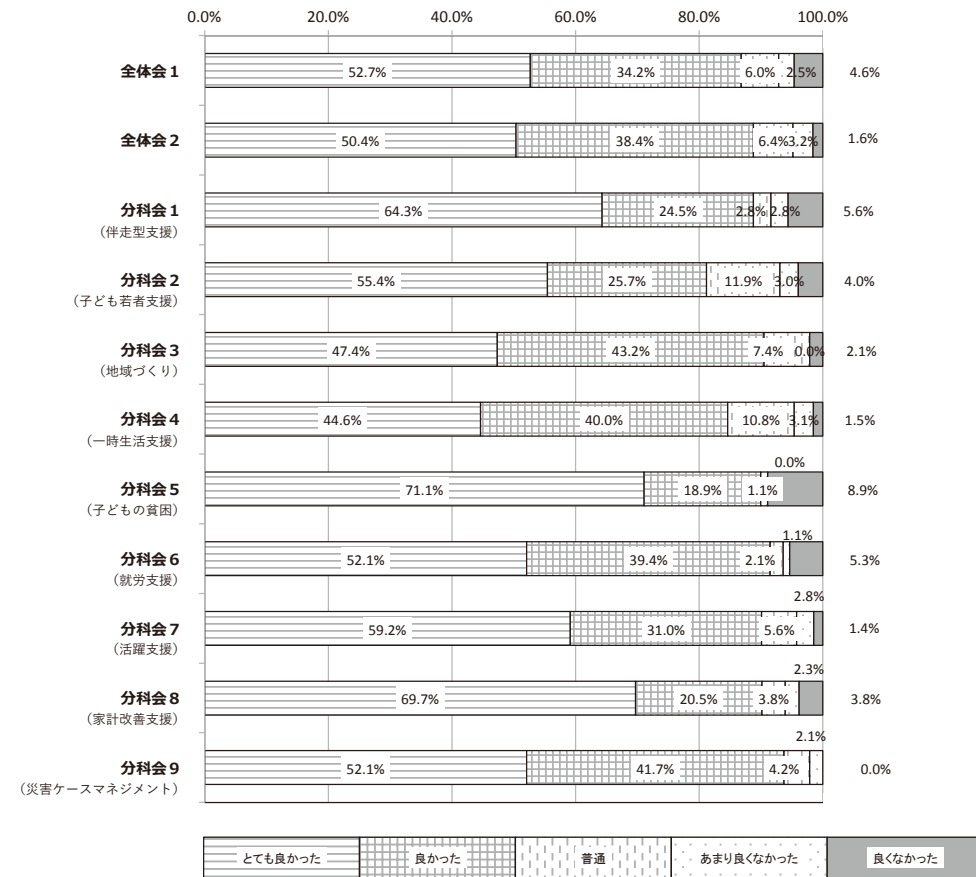 0.0% 20.0% 40.0% 60.0% 80.0% 100.0%
全体会1 52.7% 34.2% 6.0% 2.5% 4.6%
全体会2 50.4% 38.4% 6.4% 3.2% 1.6%
分科会1 64.3% 24.5% 2.8% 2.8% 5.6%
（伴走型支援）
分科会2 55.4% 25.7% 11.9% 3.0% 4.0%
（子ども若者支援）
分科会3 47.4% 43.2% 7.4% 0.0% 2.1%
（地域づくり）
分科会4 44.6% 40.0% 10.8% 3.1% 1.5%
（一時生活支援）
0.0%
分科会5 71.1% 18.9% 1.1% 8.9%
（子どもの貧困）
1.1%
分科会6 52.1% 39.4% 2.1% 5.3%
（就労支援）
2.8%
分科会7 59.2% 31.0% 5.6% 1.4%
（活躍支援）
2.3%
分科会8 69.7% 20.5% 3.8% 3.8%
（家計改善支援）
2.1%
分科会9 52.1% 41.7% 4.2% 0.0%
（災害ケースマネジメント）
とても良かった 良かった 普通 あまり良くなかった 良くなかった